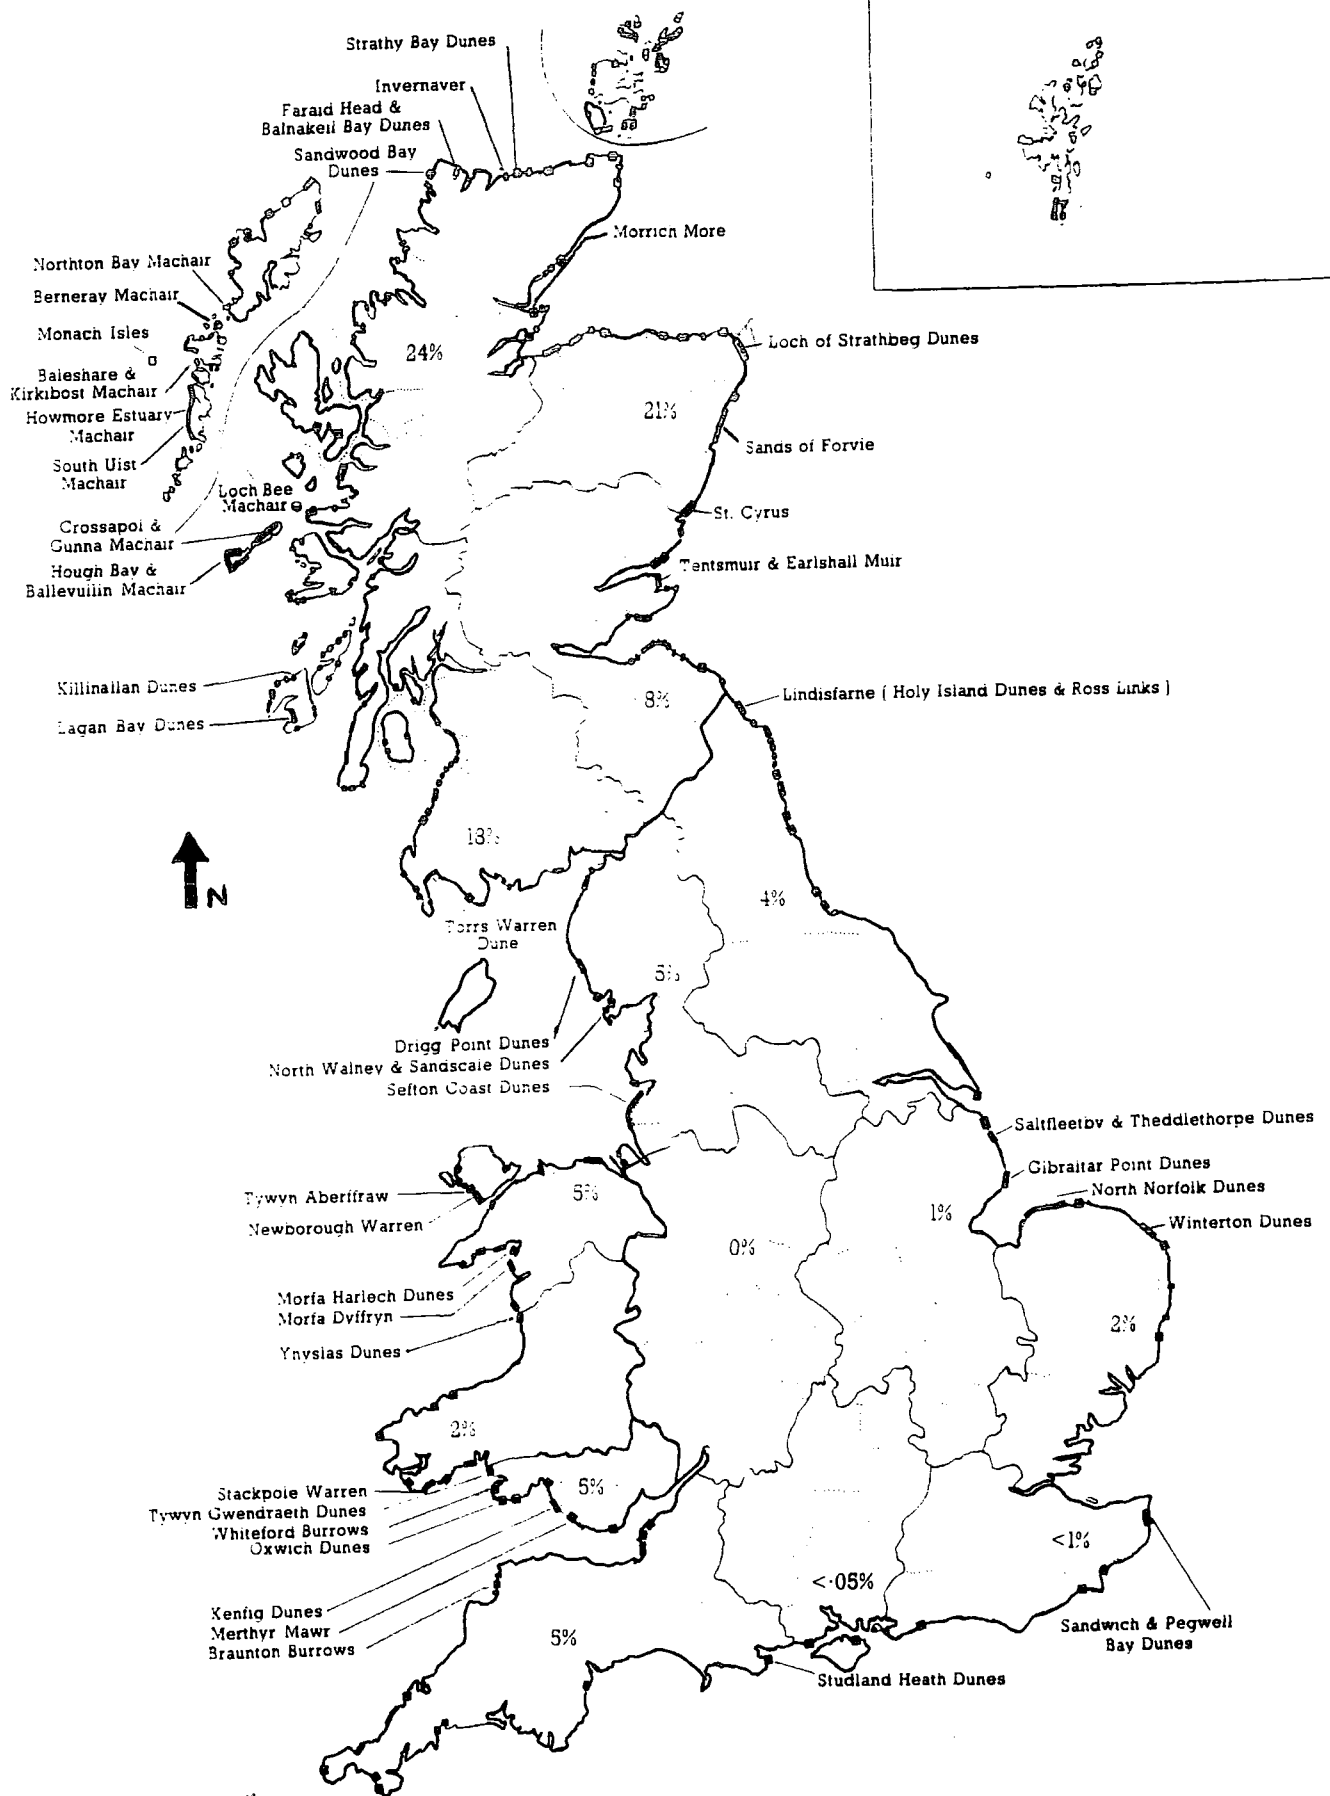 Strathy Bay Dunes
Invernaver
Faraid Head &
Balnakeil Bay Dunes
Sandwood Bay
Dunes
Morrich More
Northton Bay Machair
Berneray Machair
Monach Isles
Baleshare &
Kirkibost Machair
Howmore Estuary
Machair
South Uist
Machair
Loch Bee
Machair
Crossapol &
Gunna Machair
Hough Bay &
Ballevullin Machair
24%
Loch of Strathbeg Dunes
21%
Sands of Forvie
St. Cyrus
Tentsmuir & Earlshall Muir
Killinallan Dunes
Lagan Bay Dunes
8%
Lindisfarne ( Holy Island Dunes & Ross Links )
18%
N
4%
Torrs Warren
Dune
5%
Drigg Point Dunes
North Walney & Sandscale Dunes
Sefton Coast Dunes
Saltfleetby & Theddlethorpe Dunes
Gibraltar Point Dunes
North Norfolk Dunes
Winterton Dunes
Tywyn Aberffraw
Newborough Warren
5%
1%
0%
Morfa Harlech Dunes
Morfa Dyffryn
Ynyslas Dunes
2%
2%
Stackpole Warren
Tywyn Gwendraeth Dunes
Whiteford Burrows
Oxwich Dunes
5%
<1%
<·05%
Kenfig Dunes
Merthyr Mawr
Braunton Burrows
5%
Sandwich & Pegwell
Bay Dunes
Studland Heath Dunes